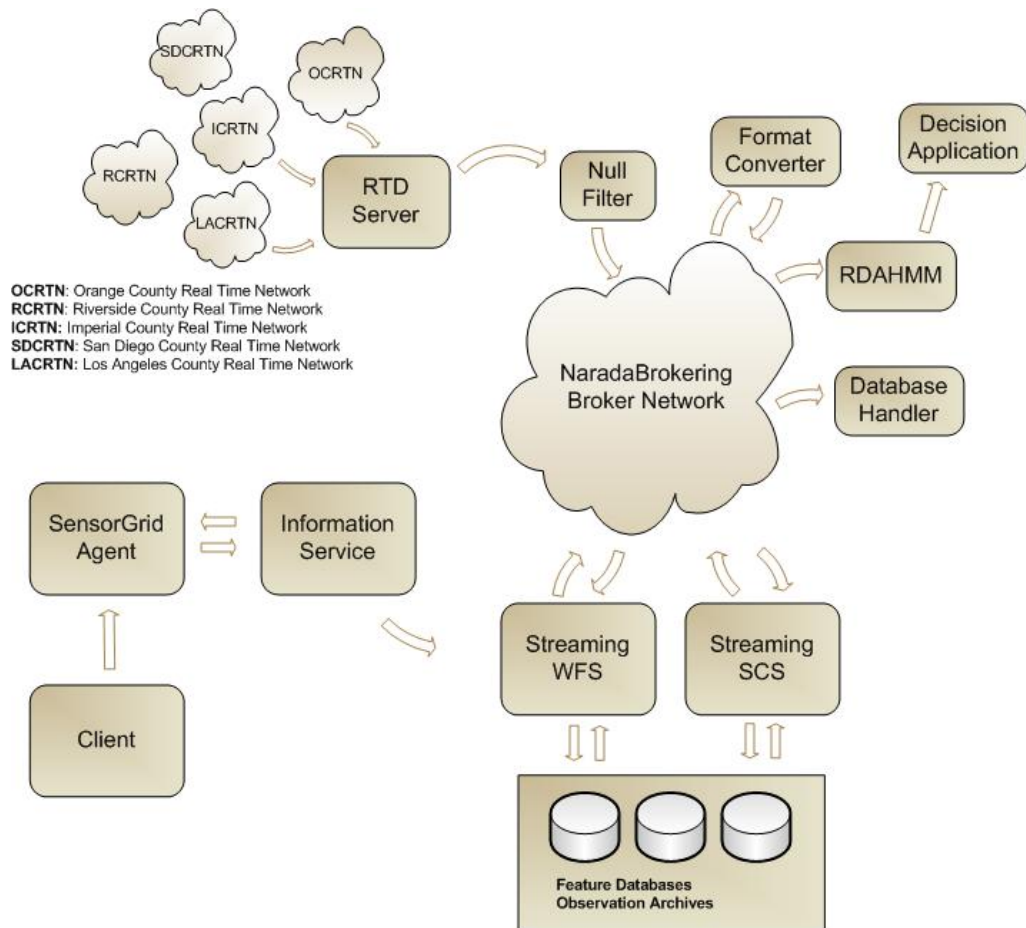 SDCRTN
OCRTN
ICRTN
RCRTN
LACRTN
RTD
Server
Null
Filter
Format
Converter
Decision
Application
RDAHMM
OCRTN: Orange County Real Time Network
RCRTN: Riverside County Real Time Network
ICRTN: Imperial County Real Time Network
SDCRTN: San Diego County Real Time Network
LACRTN: Los Angeles County Real Time Network
NaradaBrokering
Broker Network
Database
Handler
SensorGrid
Agent
Information
Service
Streaming
WFS
Streaming
SCS
Client
Feature Databases
Observation Archives